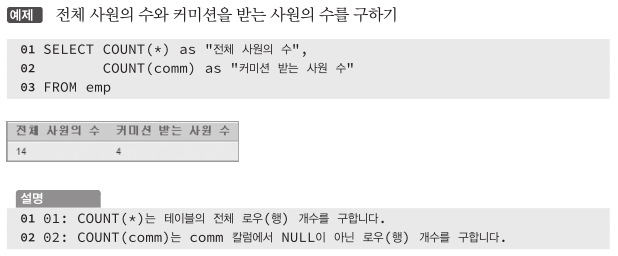 예제 전체 사원의 수와 커미션을 받는 사원의 수를 구하기
01 SELECT COUNT(*) as "전체 사원의 수",
02 COUNT(comm) as "커미션 받는 사원 수"
03 FROM emp
전체 사원의 수 커미션 받는 사원 수
14 4
설명
01 01: COUNT(*)는 테이블의 전체 로우(행) 개수를 구합니다.
02 02: COUNT(comm)는 comm 칼럼에서 NULL이 아닌 로우(행) 개수를 구합니다.